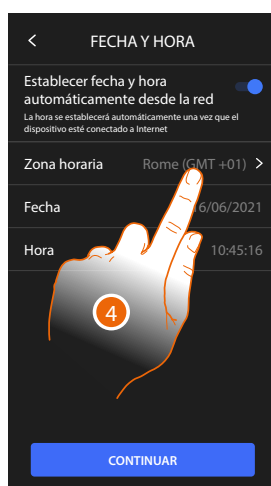 FECHA Y HORA
Establecer fecha y hora
automáticamente desde la red
La hora se establecerá automáticamente una vez que el
dispositivo esté conectado a Internet
Zona horaria Rome (GMT +01)
Fecha 6/06/2021
Hora 10:45:16
4
CONTINUAR